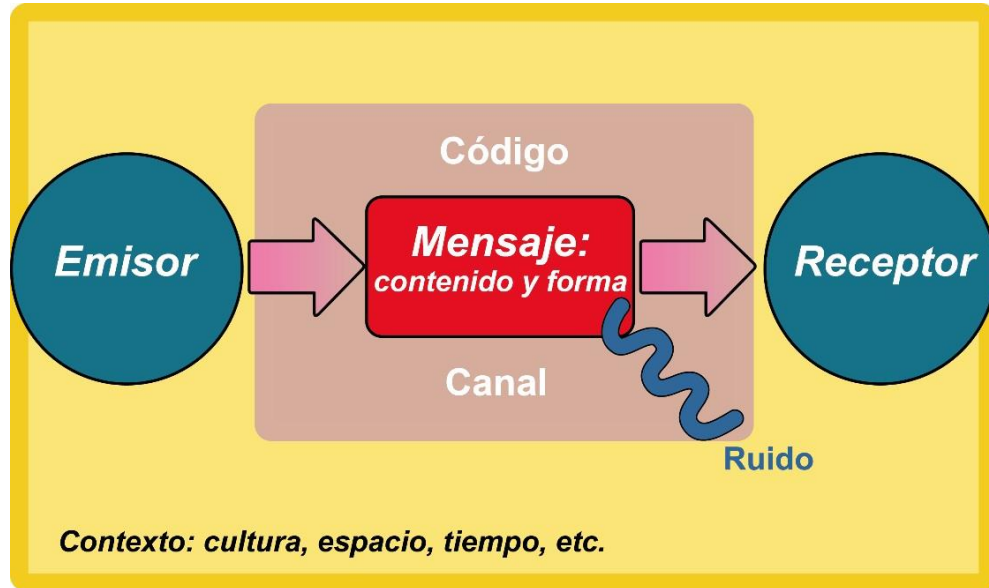 Código
Emisor
Mensaje:
contenido y forma
Receptor
Canal
Ruido
Contexto: cultura, espacio, tiempo, etc.